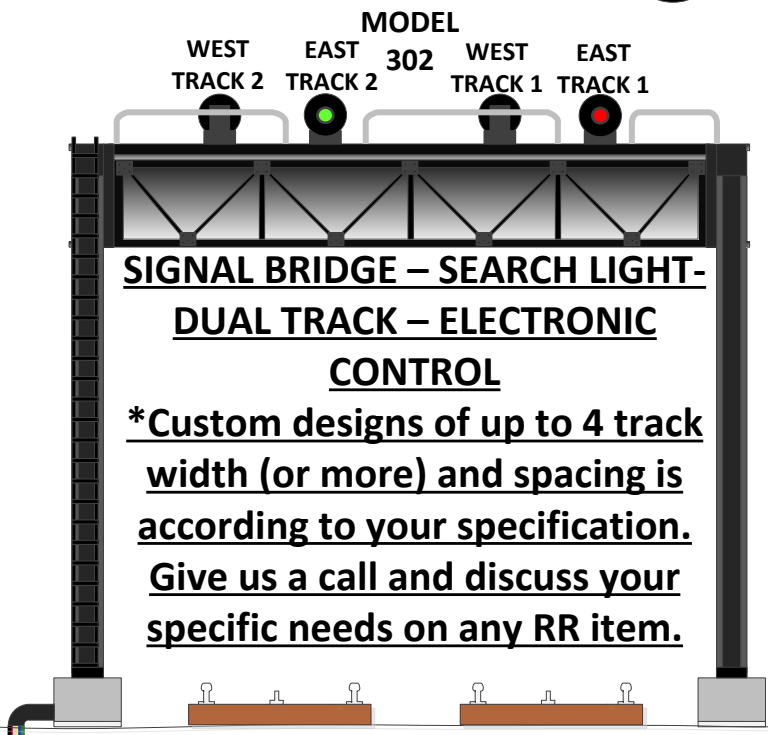 MODEL
302
WEST
TRACK 2
EAST
TRACK 2
WEST
TRACK 1
EAST
TRACK 1
SIGNAL BRIDGE – SEARCH LIGHT-
DUAL TRACK – ELECTRONIC
CONTROL
*Custom designs of up to 4 track
width (or more) and spacing is
according to your specification.
Give us a call and discuss your
specific needs on any RR item.